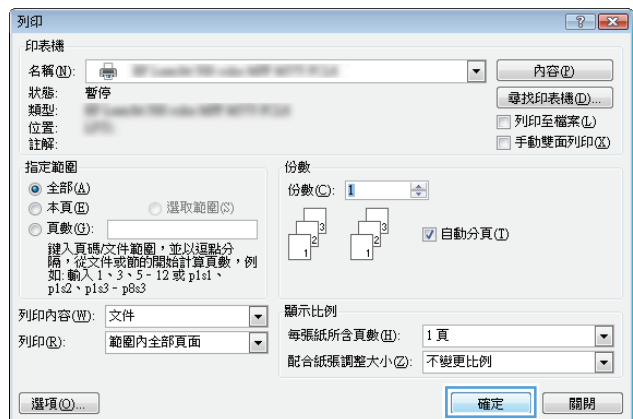 列印
印表機
名稱(N):
內容(P)
狀態: 暫停
尋找印表機(D)...
類型:
位置:
列印至檔案(L)
註解:
手動雙面列印(X)
指定範圍
全部(A)
本頁(E) 選取範圍(S)
頁數(G):
鍵入頁碼/文件範圍，並以逗點分
隔，從文件或節的開始計算頁數，例
如: 輸入 1、3、5 - 12 或 p1s1、
p1s2、p1s3 - p8s3
份數
份數(C): 1
1 2 3 1 2 3
自動分頁(T)
列印內容(W): 文件
列印(R): 範圍內全部頁面
顯示比例
每張紙所含頁數(H): 1 頁
配合紙張調整大小(Z): 不變更比例
選項(O)...
確定
關閉